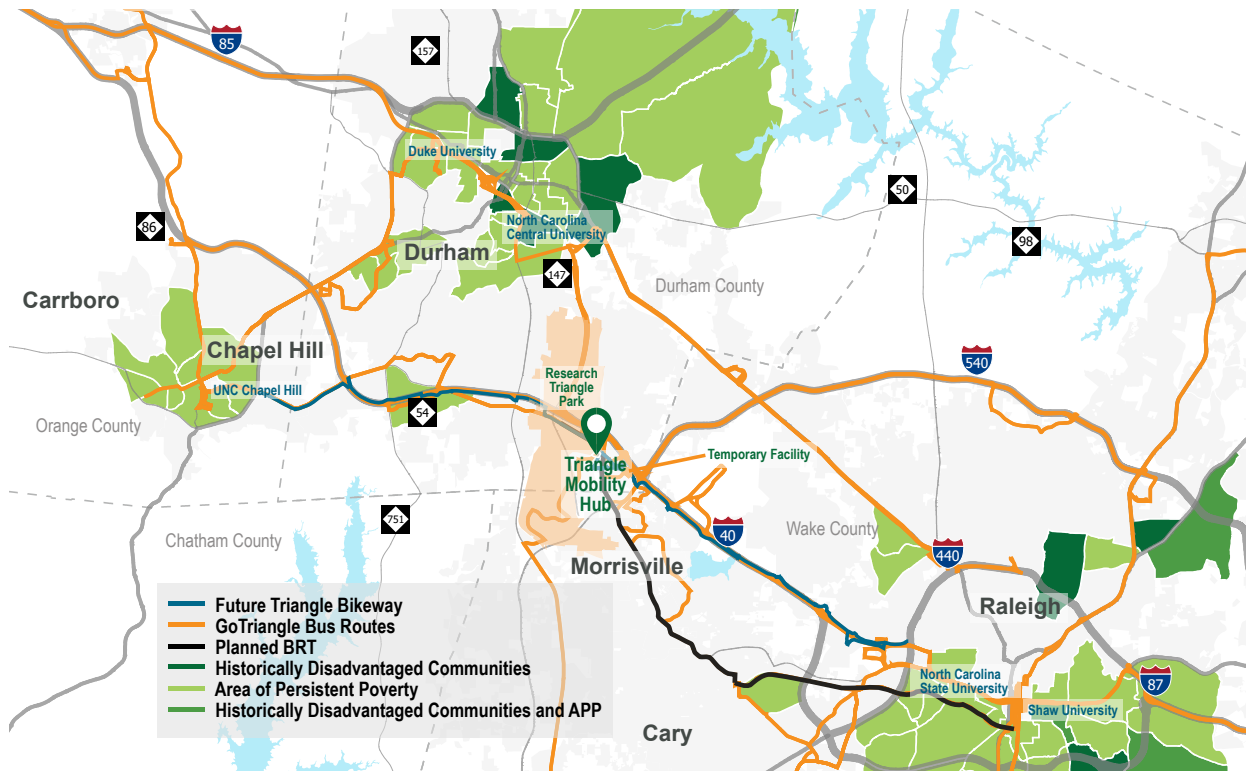 85
157
Duke University
50
86
North Carolina
Central University
98
Durham
147
Durham County
Carrboro
Chapel Hill
540
Research
Triangle
Park
UNC Chapel Hill
54
Orange County
Triangle
Mobility
Hub
Temporary Facility
751
Chatham County
40
Wake County
440
Morrisville
Raleigh
Future Triangle Bikeway
GoTriangle Bus Routes
Planned BRT
Historically Disadvantaged Communities
Area of Persistent Poverty
Historically Disadvantaged Communities and APP
North Carolina
State University
87
Shaw University
Cary